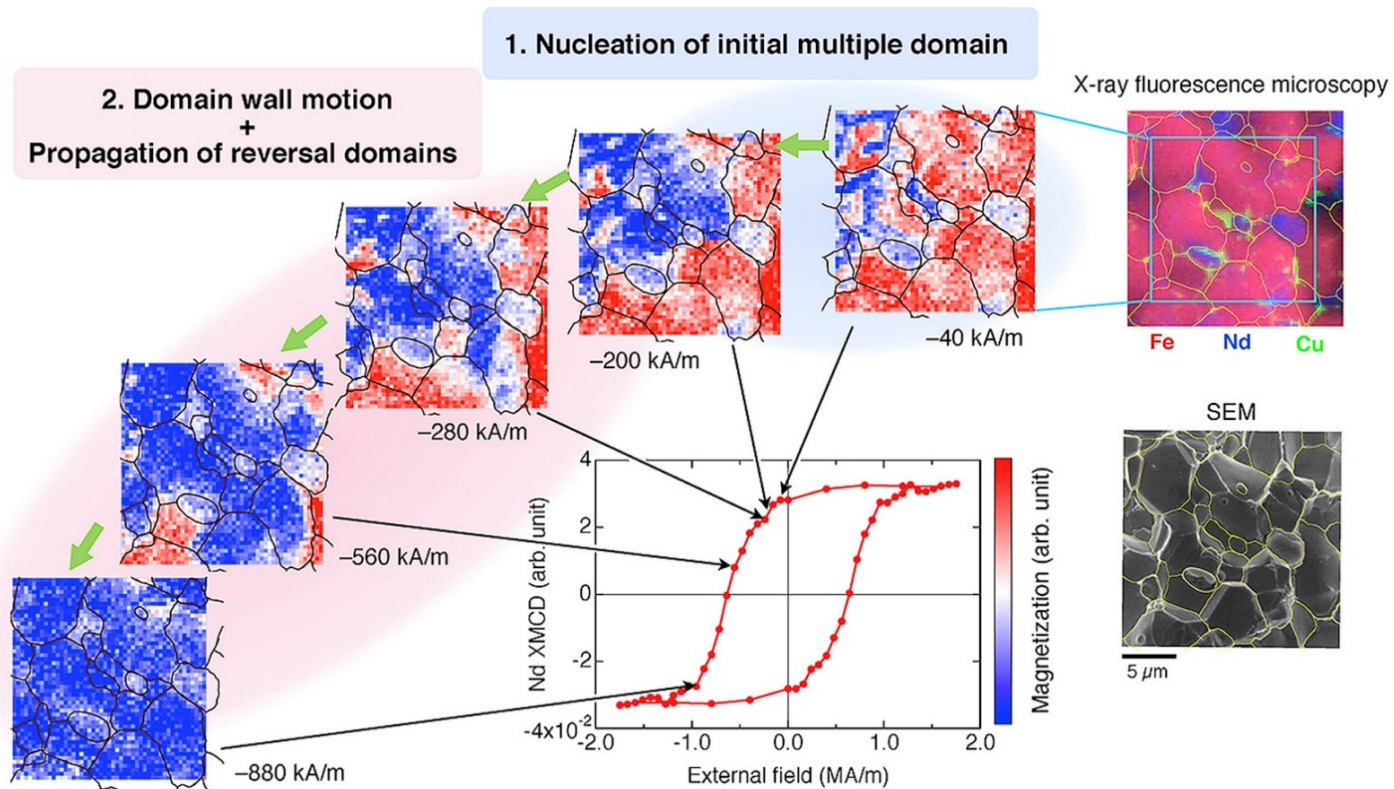 1. Nucleation of initial multiple domain
2. Domain wall motion
+
Propagation of reversal domains
X-ray fluorescence microscopy
–40 kA/m
–200 kA/m
–280 kA/m
–560 kA/m
–880 kA/m
Fe Nd Cu
SEM
5 µm
Nd XMCD (arb. unit)
4
2
0
-2
-4x10⁻²
-2.0 -1.0 0.0 1.0 2.0
External field (MA/m)
Magnetization (arb. unit)